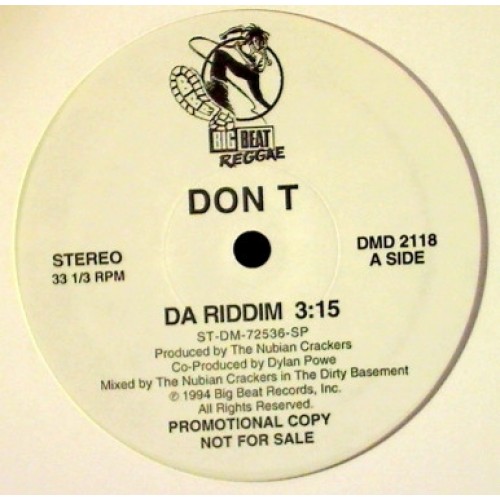 BIG BEAT
REGGAE
DON T
STEREO
33 1/3 RPM
DMD 2118
A SIDE
DA RIDDIM 3:15
ST-DM-72536-SP
Produced by The Nubian Crackers
Co-Produced by Dylan Powe
Mixed by The Nubian Crackers in The Dirty Basement
℗ 1994 Big Beat Records, Inc.
All Rights Reserved.
PROMOTIONAL COPY
NOT FOR SALE